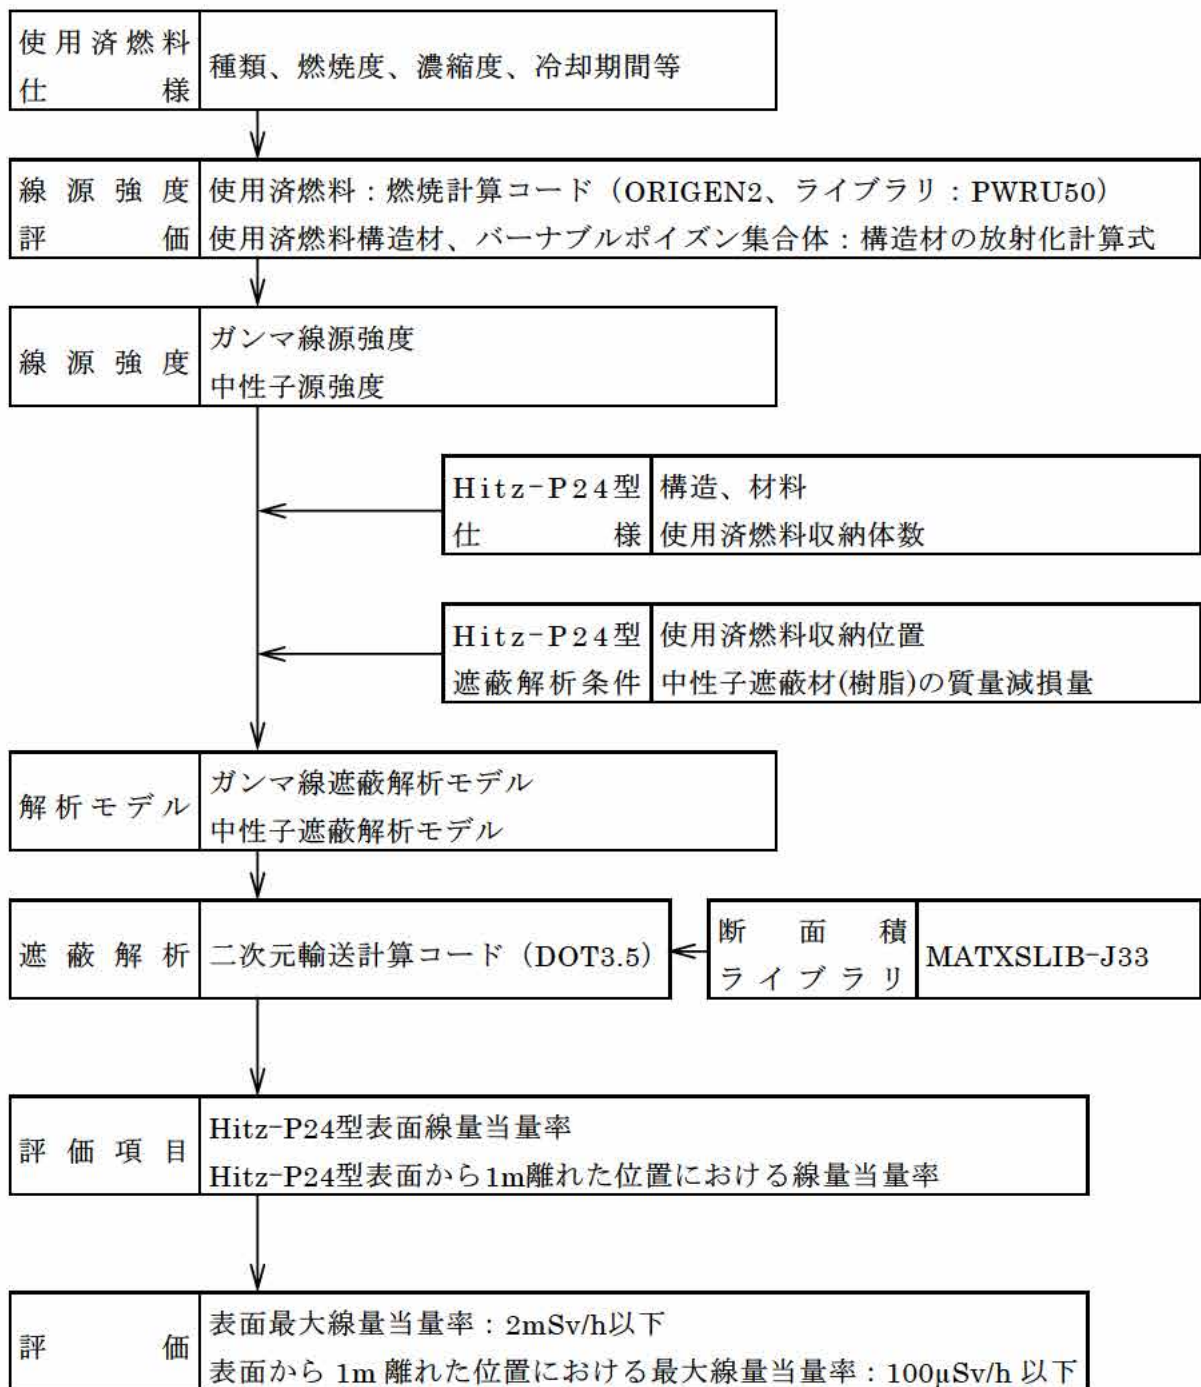 使用済燃料
仕様
種類、燃焼度、濃縮度、冷却期間等
線源強度
評価
使用済燃料：燃焼計算コード（ORIGEN2、ライブラリ：PWRU50）
使用済燃料構造材、バーナブルポイズン集合体：構造材の放射化計算式
線源強度
ガンマ線源強度
中性子源強度
Hitz-P24型
仕様
構造、材料
使用済燃料収納体数
Hitz-P24型
遮蔽解析条件
使用済燃料収納位置
中性子遮蔽材(樹脂)の質量減損量
解析モデル
ガンマ線遮蔽解析モデル
中性子遮蔽解析モデル
遮蔽解析
二次元輸送計算コード（DOT3.5）
断面積
ライブラリ
MATXSLIB-J33
評価項目
Hitz-P24型表面線量当量率
Hitz-P24型表面から1m離れた位置における線量当量率
評価
表面最大線量当量率：2mSv/h以下
表面から 1m 離れた位置における最大線量当量率：100μSv/h 以下